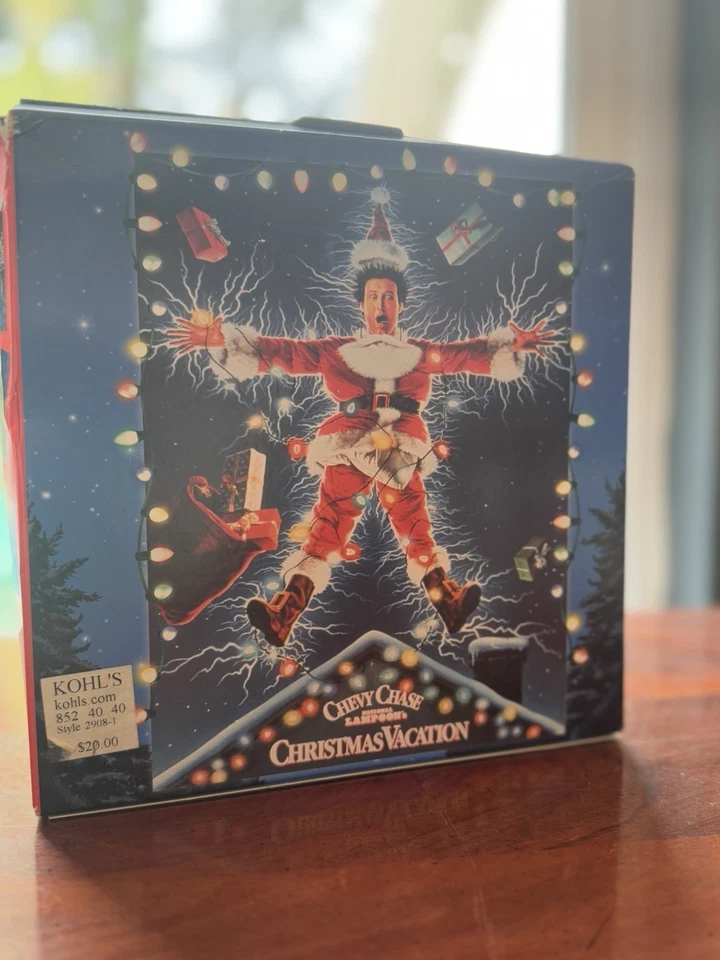 KOHL'S
kohls.com
852 40 40
Style 2908-1
$20.00
CHEVY CHASE
NATIONAL
LAMPOON's
CHRISTMAS VACATION